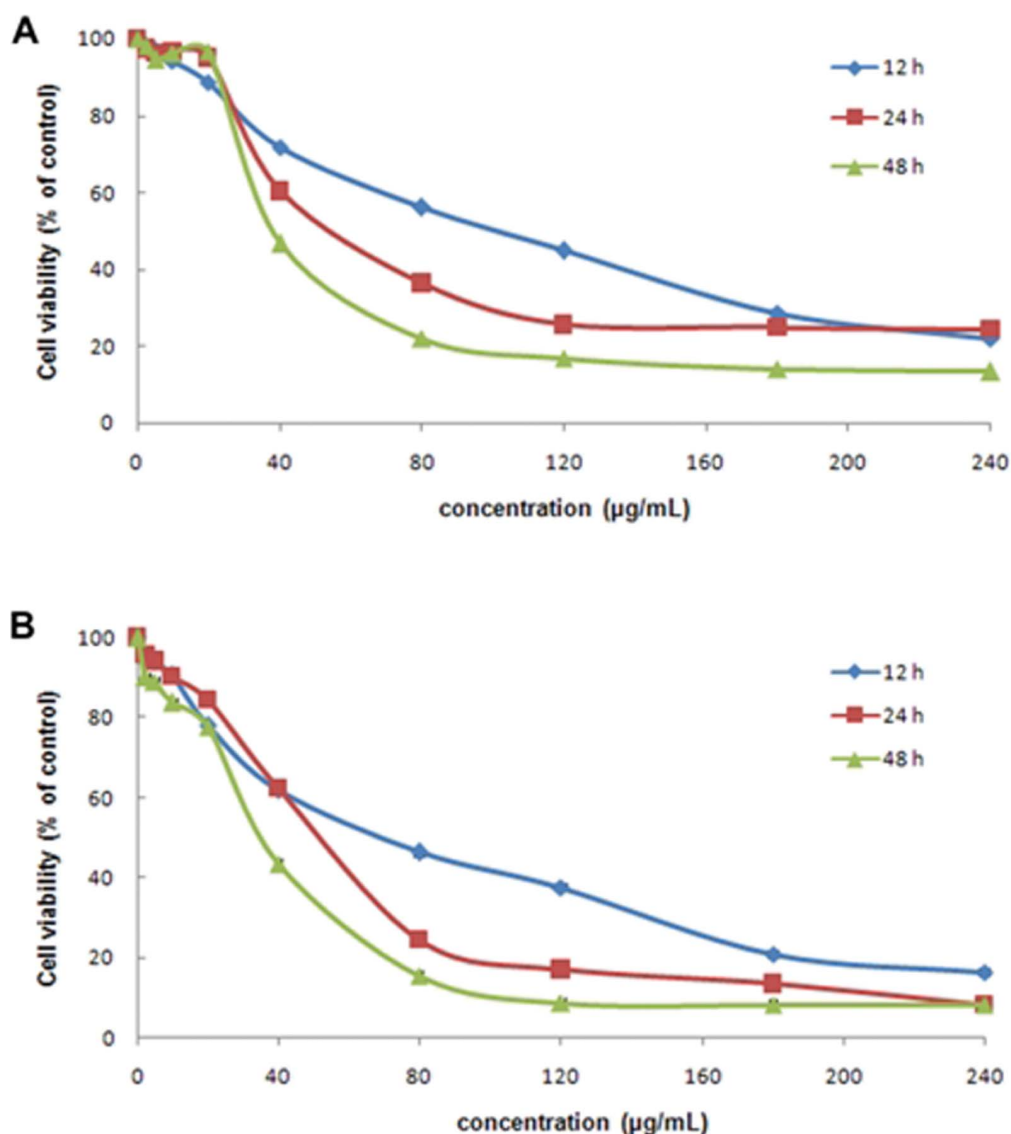 A
Cell viability (% of control)
100
80
60
40
20
0
0 40 80 120 160 200 240
concentration (µg/mL)
12 h
24 h
48 h
B
Cell viability (% of control)
100
80
60
40
20
0
0 40 80 120 160 200 240
concentration (µg/mL)
12 h
24 h
48 h